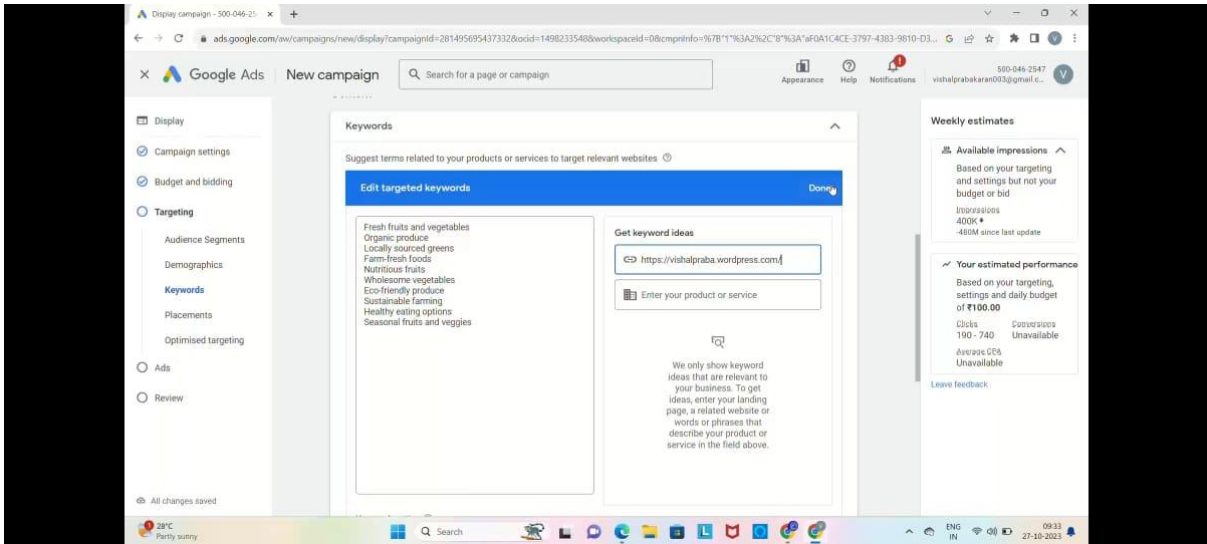 Display campaign - 500-046-25
ads.google.com/aw/campaigns/new/display?campaignId=281495695437332&ocid=1498233548&workspaceid=0&cmpnInfo=%7B"1"%3A2%2C"8"%3A"aF0A1C4CE-3797-4383-9810-D3...
Google Ads
New campaign
Search for a page or campaign
Appearance
Help
Notifications
500-046-2547
vishalprabakaran003@gmail.c...
V
Display
Campaign settings
Budget and bidding
Targeting
Audience Segments
Demographics
Keywords
Placements
Optimised targeting
Ads
Review
All changes saved
Keywords
Suggest terms related to your products or services to target relevant websites
Edit targeted keywords
Done
Fresh fruits and vegetables
Organic produce
Locally sourced greens
Farm-fresh foods
Nutritious fruits
Wholesome vegetables
Eco-friendly produce
Sustainable farming
Healthy eating options
Seasonal fruits and veggies
Get keyword ideas
https://vishalpraba.wordpress.com/
Enter your product or service
We only show keyword
ideas that are relevant to
your business. To get
ideas, enter your landing
page, a related website or
words or phrases that
describe your product or
service in the field above.
Weekly estimates
Available impressions
Based on your targeting
and settings but not your
budget or bid
Impressions
400K
-480M since last update
Your estimated performance
Based on your targeting,
settings and daily budget
of ₹100.00
Clicks
190 - 740
Conversions
Unavailable
Average CPA
Unavailable
Leave feedback
28°C
Partly sunny
Search
ENG
IN
09:33
27-10-2023